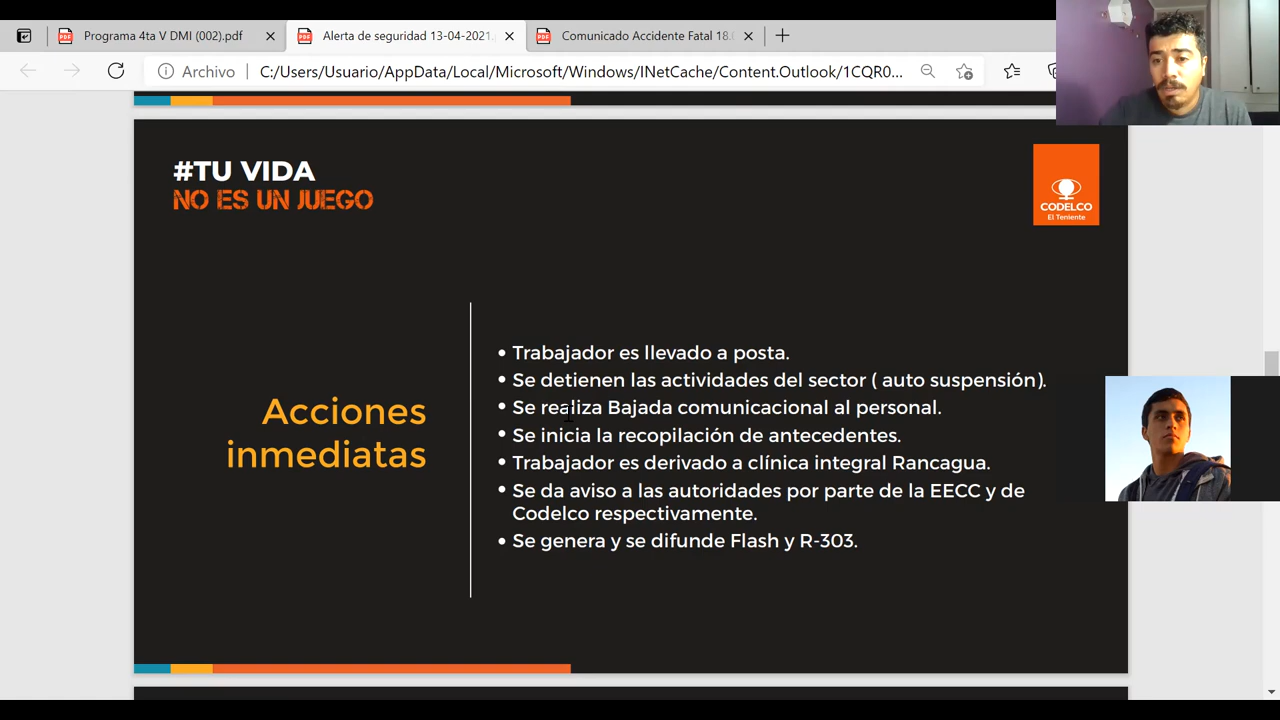 Programa 4ta V DMI (002).pdf
Alerta de seguridad 13-04-2021.
Comunicado Accidente Fatal 18.0
Archivo
C:/Users/Usuario/AppData/Local/Microsoft/Windows/INetCache/Content.Outlook/1CQR0...
#TU VIDA
NO ES UN JUEGO
CODELCO
El Teniente
Acciones
inmediatas
• Trabajador es llevado a posta.
• Se detienen las actividades del sector ( auto suspensión).
• Se realiza Bajada comunicacional al personal.
• Se inicia la recopilación de antecedentes.
• Trabajador es derivado a clínica integral Rancagua.
• Se da aviso a las autoridades por parte de la EECC y de
Codelco respectivamente.
• Se genera y se difunde Flash y R-303.